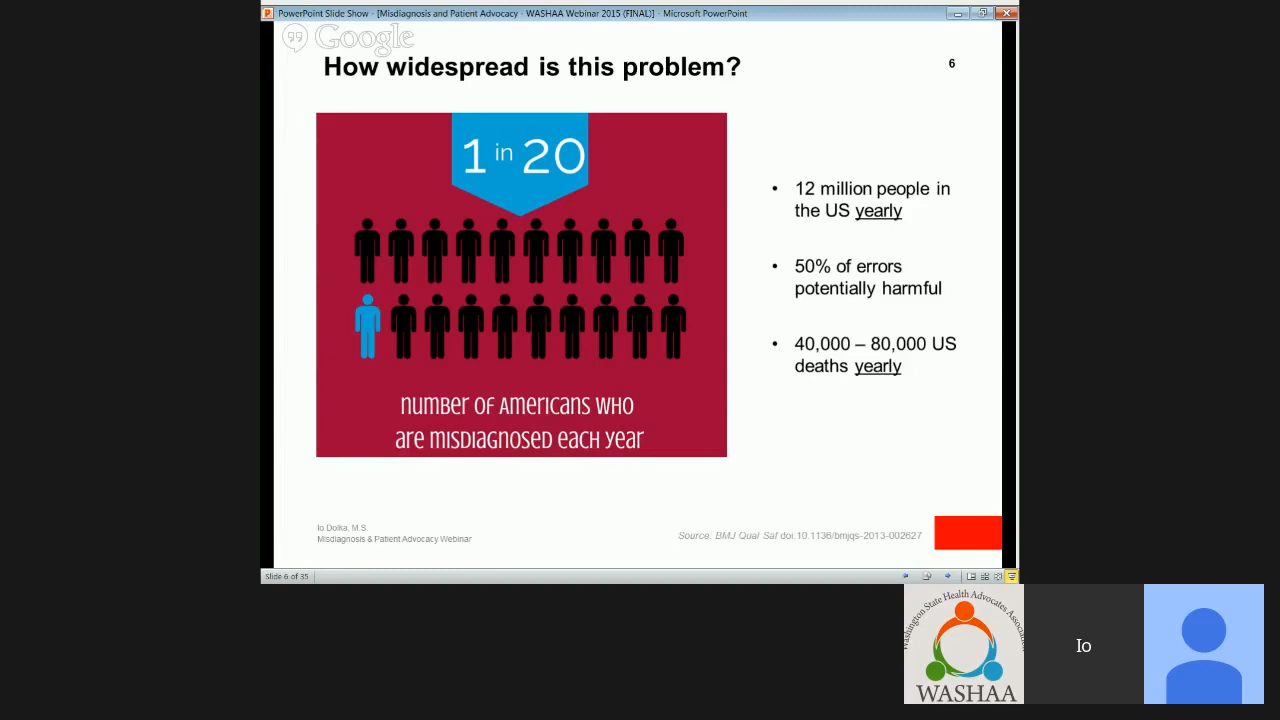 PowerPoint Slide Show - [Misdiagnosis and Patient Advocacy - WASHAA Webinar 2015 (FINAL)] - Microsoft PowerPoint
Google
How widespread is this problem?
6
1 in 20
• 12 million people in
the US yearly
• 50% of errors
potentially harmful
• 40,000 – 80,000 US
deaths yearly
number of Americans who
are misdiagnosed each year
Io Dolka, M.S.
Misdiagnosis & Patient Advocacy Webinar
Source: BMJ Qual Saf doi:10.1136/bmjqs-2013-002627
Slide 6 of 35
Washington State Health Advocates Association
WASHAA
Io